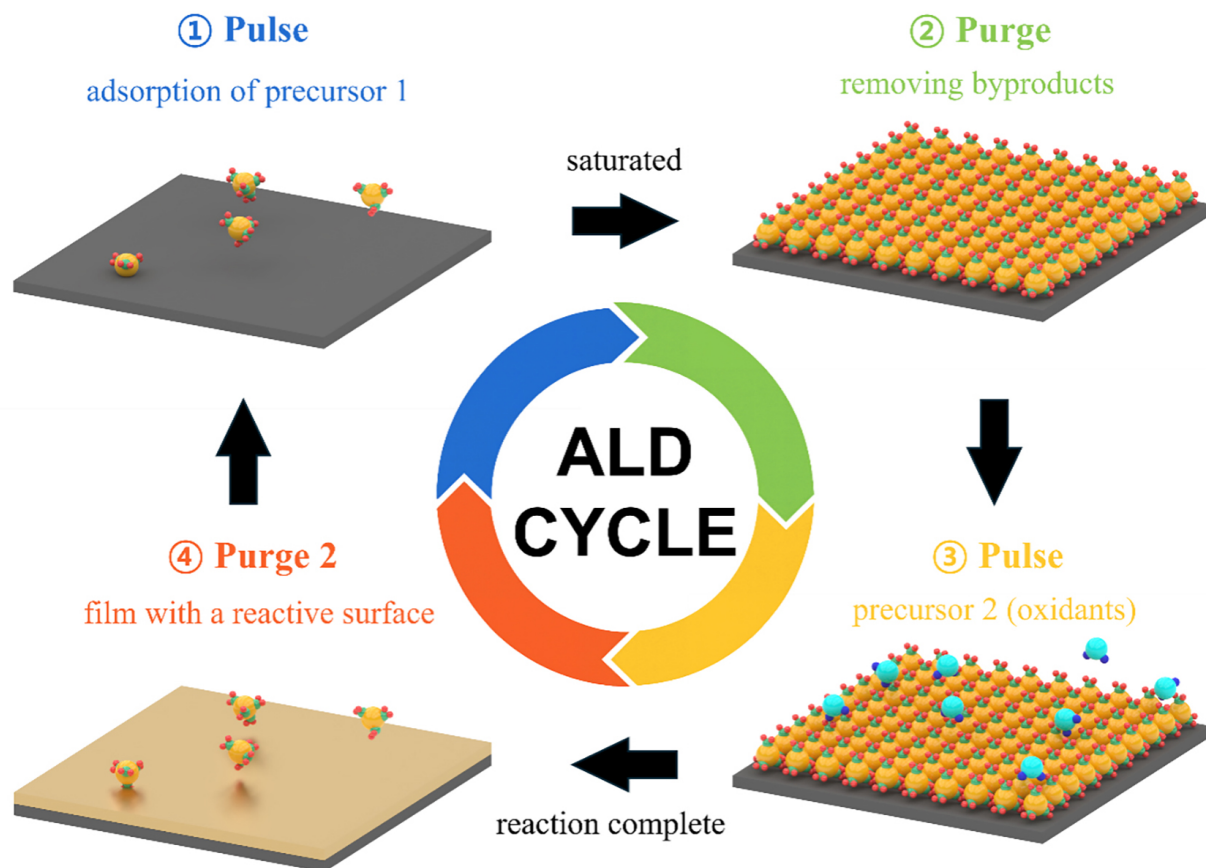 ① Pulse
adsorption of precursor 1
② Purge
removing byproducts
saturated
ALD
CYCLE
③ Pulse
precursor 2 (oxidants)
④ Purge 2
film with a reactive surface
reaction complete